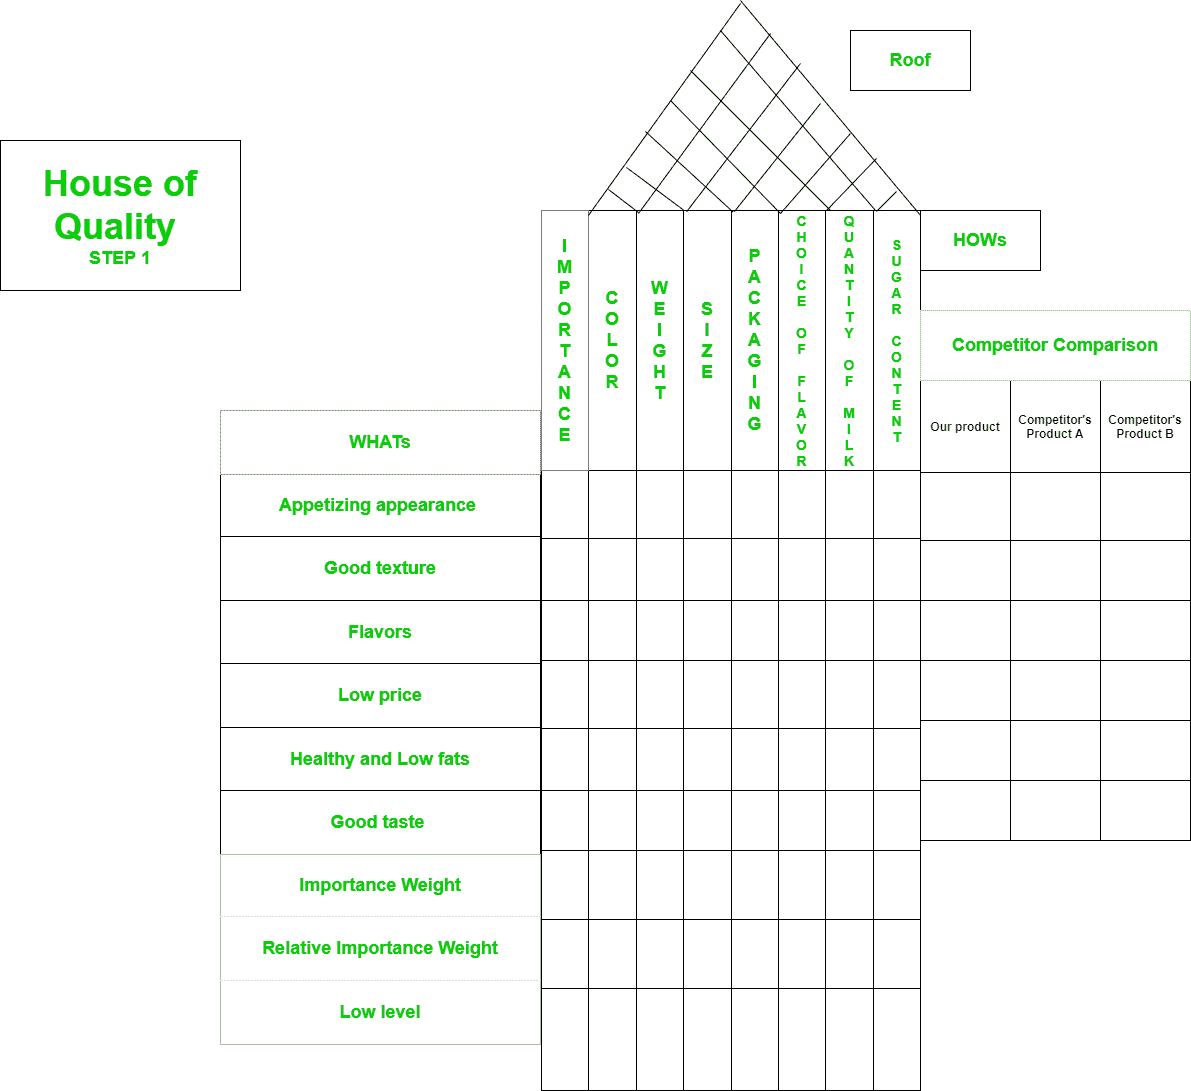 Roof
House of
Quality
STEP 1
IMPORTANCE
COLOR
WEIGHT
SIZE
PACKAGING
CHOICE OF FLAVOR
QUANTITY OF MILK
SUGAR CONTENT
HOWs
Competitor Comparison
Our product
Competitor's
Product A
Competitor's
Product B
WHATs
Appetizing appearance
Good texture
Flavors
Low price
Healthy and Low fats
Good taste
Importance Weight
Relative Importance Weight
Low level